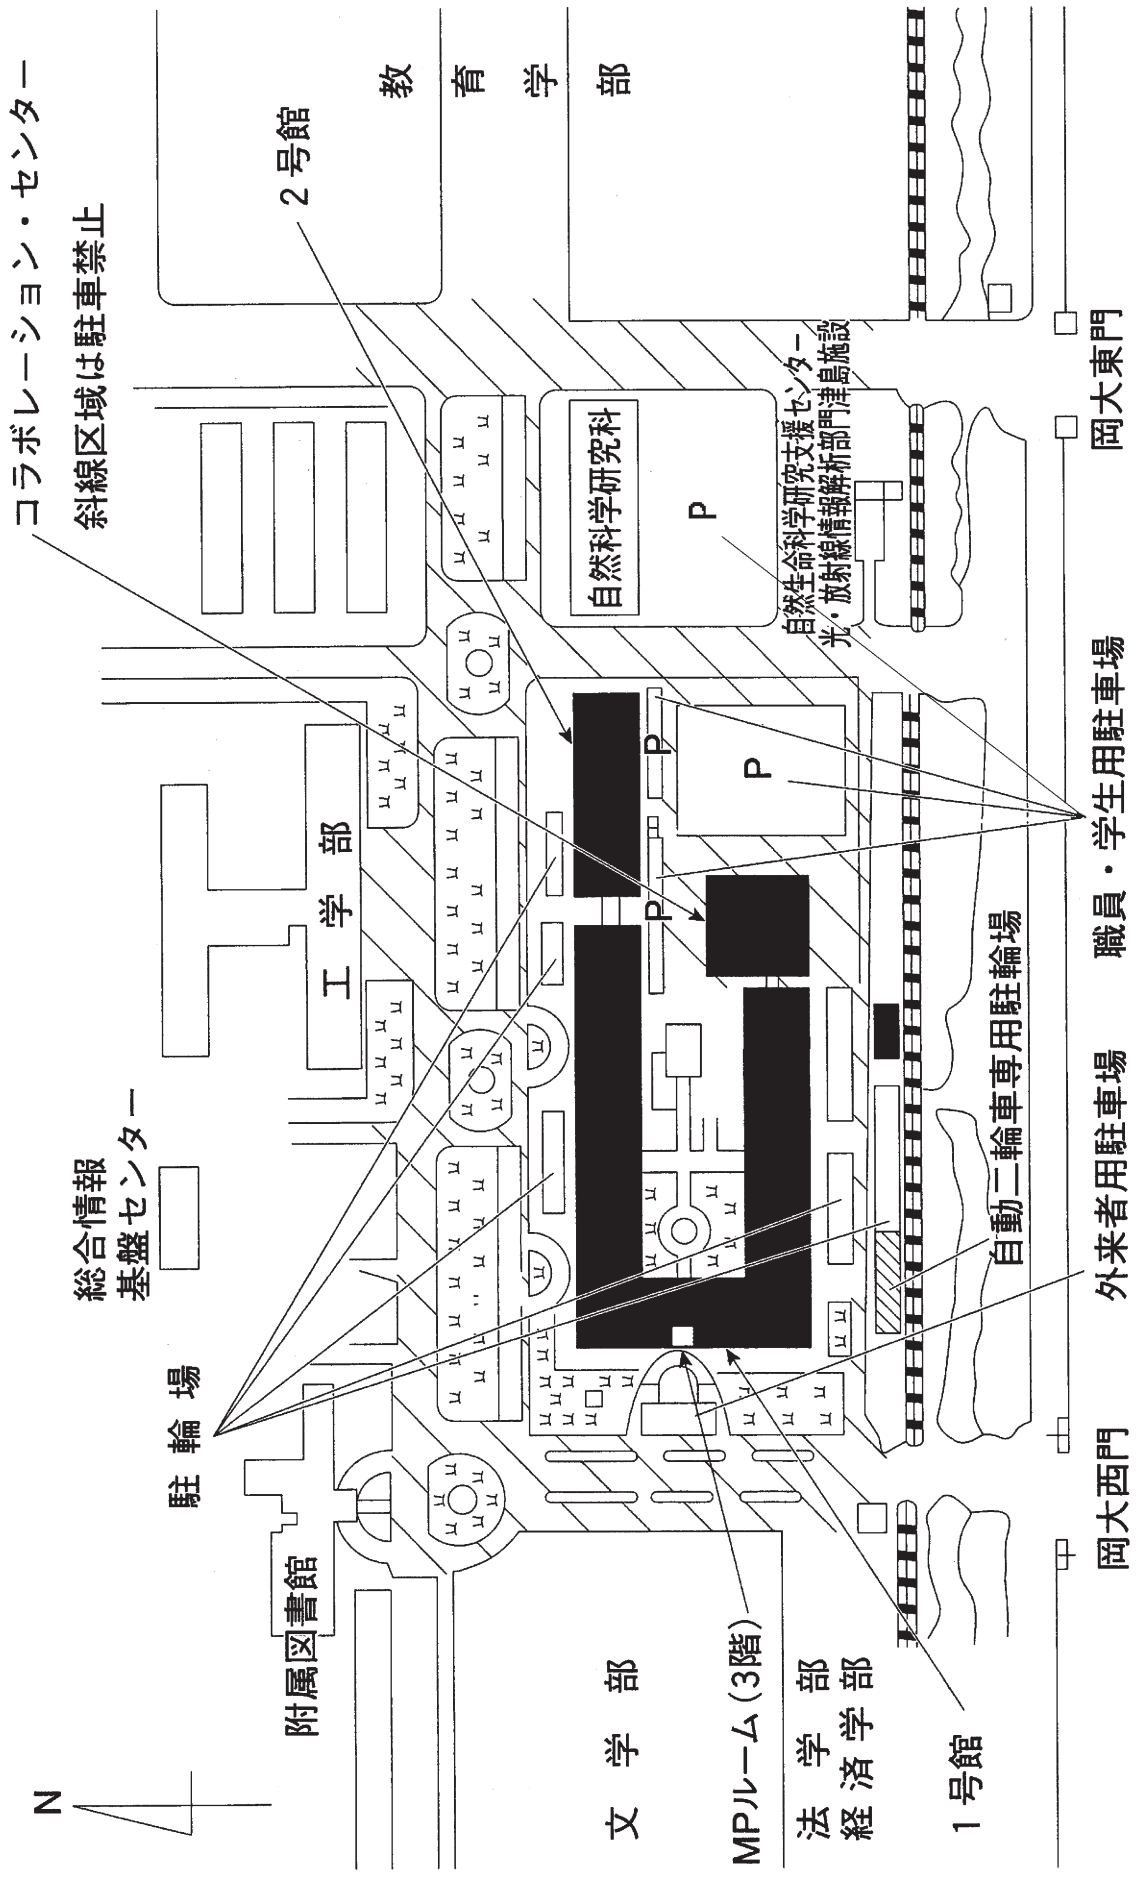 N
コラボレーション・センター
斜線区域は駐車禁止
総合情報
基盤センター
駐輪場
附属図書館
工学部
2号館
教育学部
自然科学研究科
P
自然生命科学研究支援センター
光・放射線情報解析部門津島施設
P
P
P
文学部
MPルーム(3階)
法学部
経済学部
1号館
自動二輪車専用駐輪場
岡大西門
外来者用駐車場
職員・学生用駐車場
岡大東門